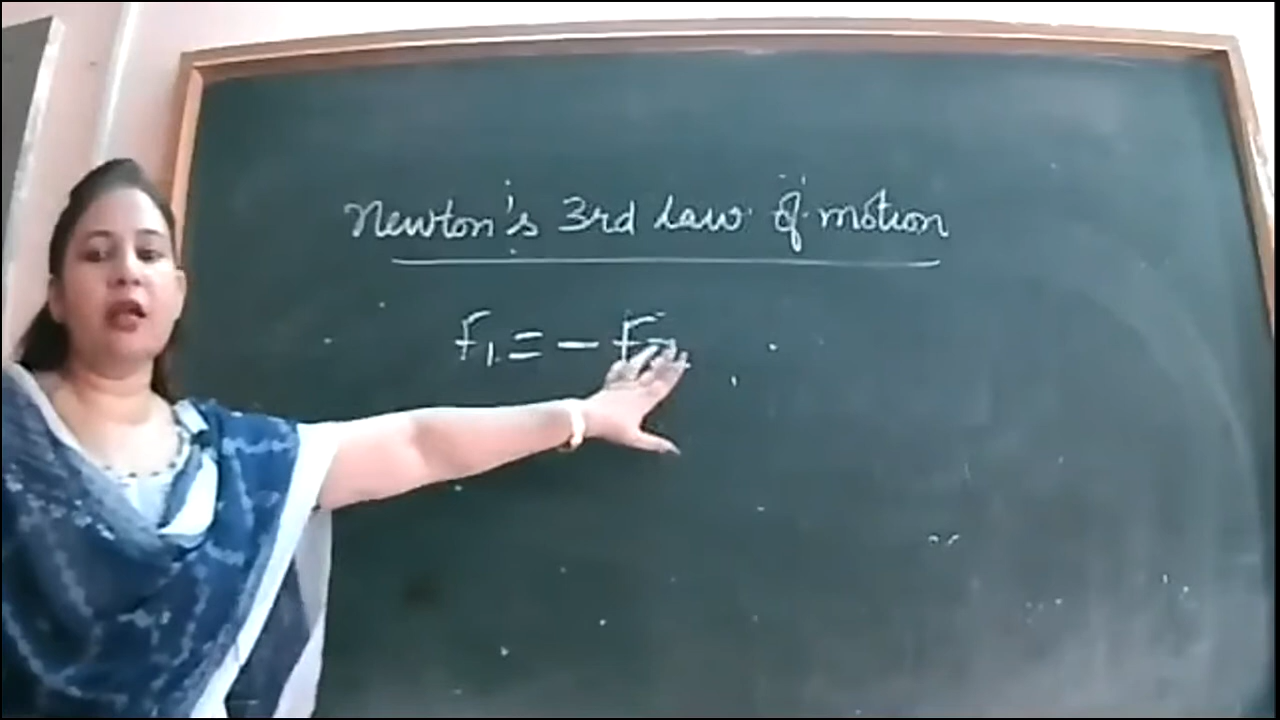 Newton's 3rd law of motion
F₁ = - F₂